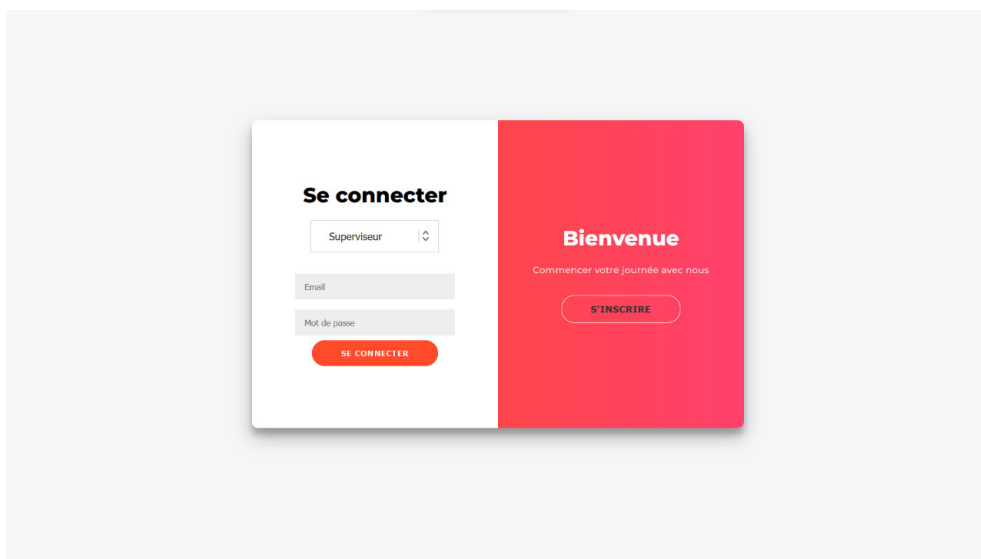 Se connecter
Superviseur
Email
Mot de passe
SE CONNECTER
Bienvenue
Commencer votre journée avec nous
S'INSCRIRE